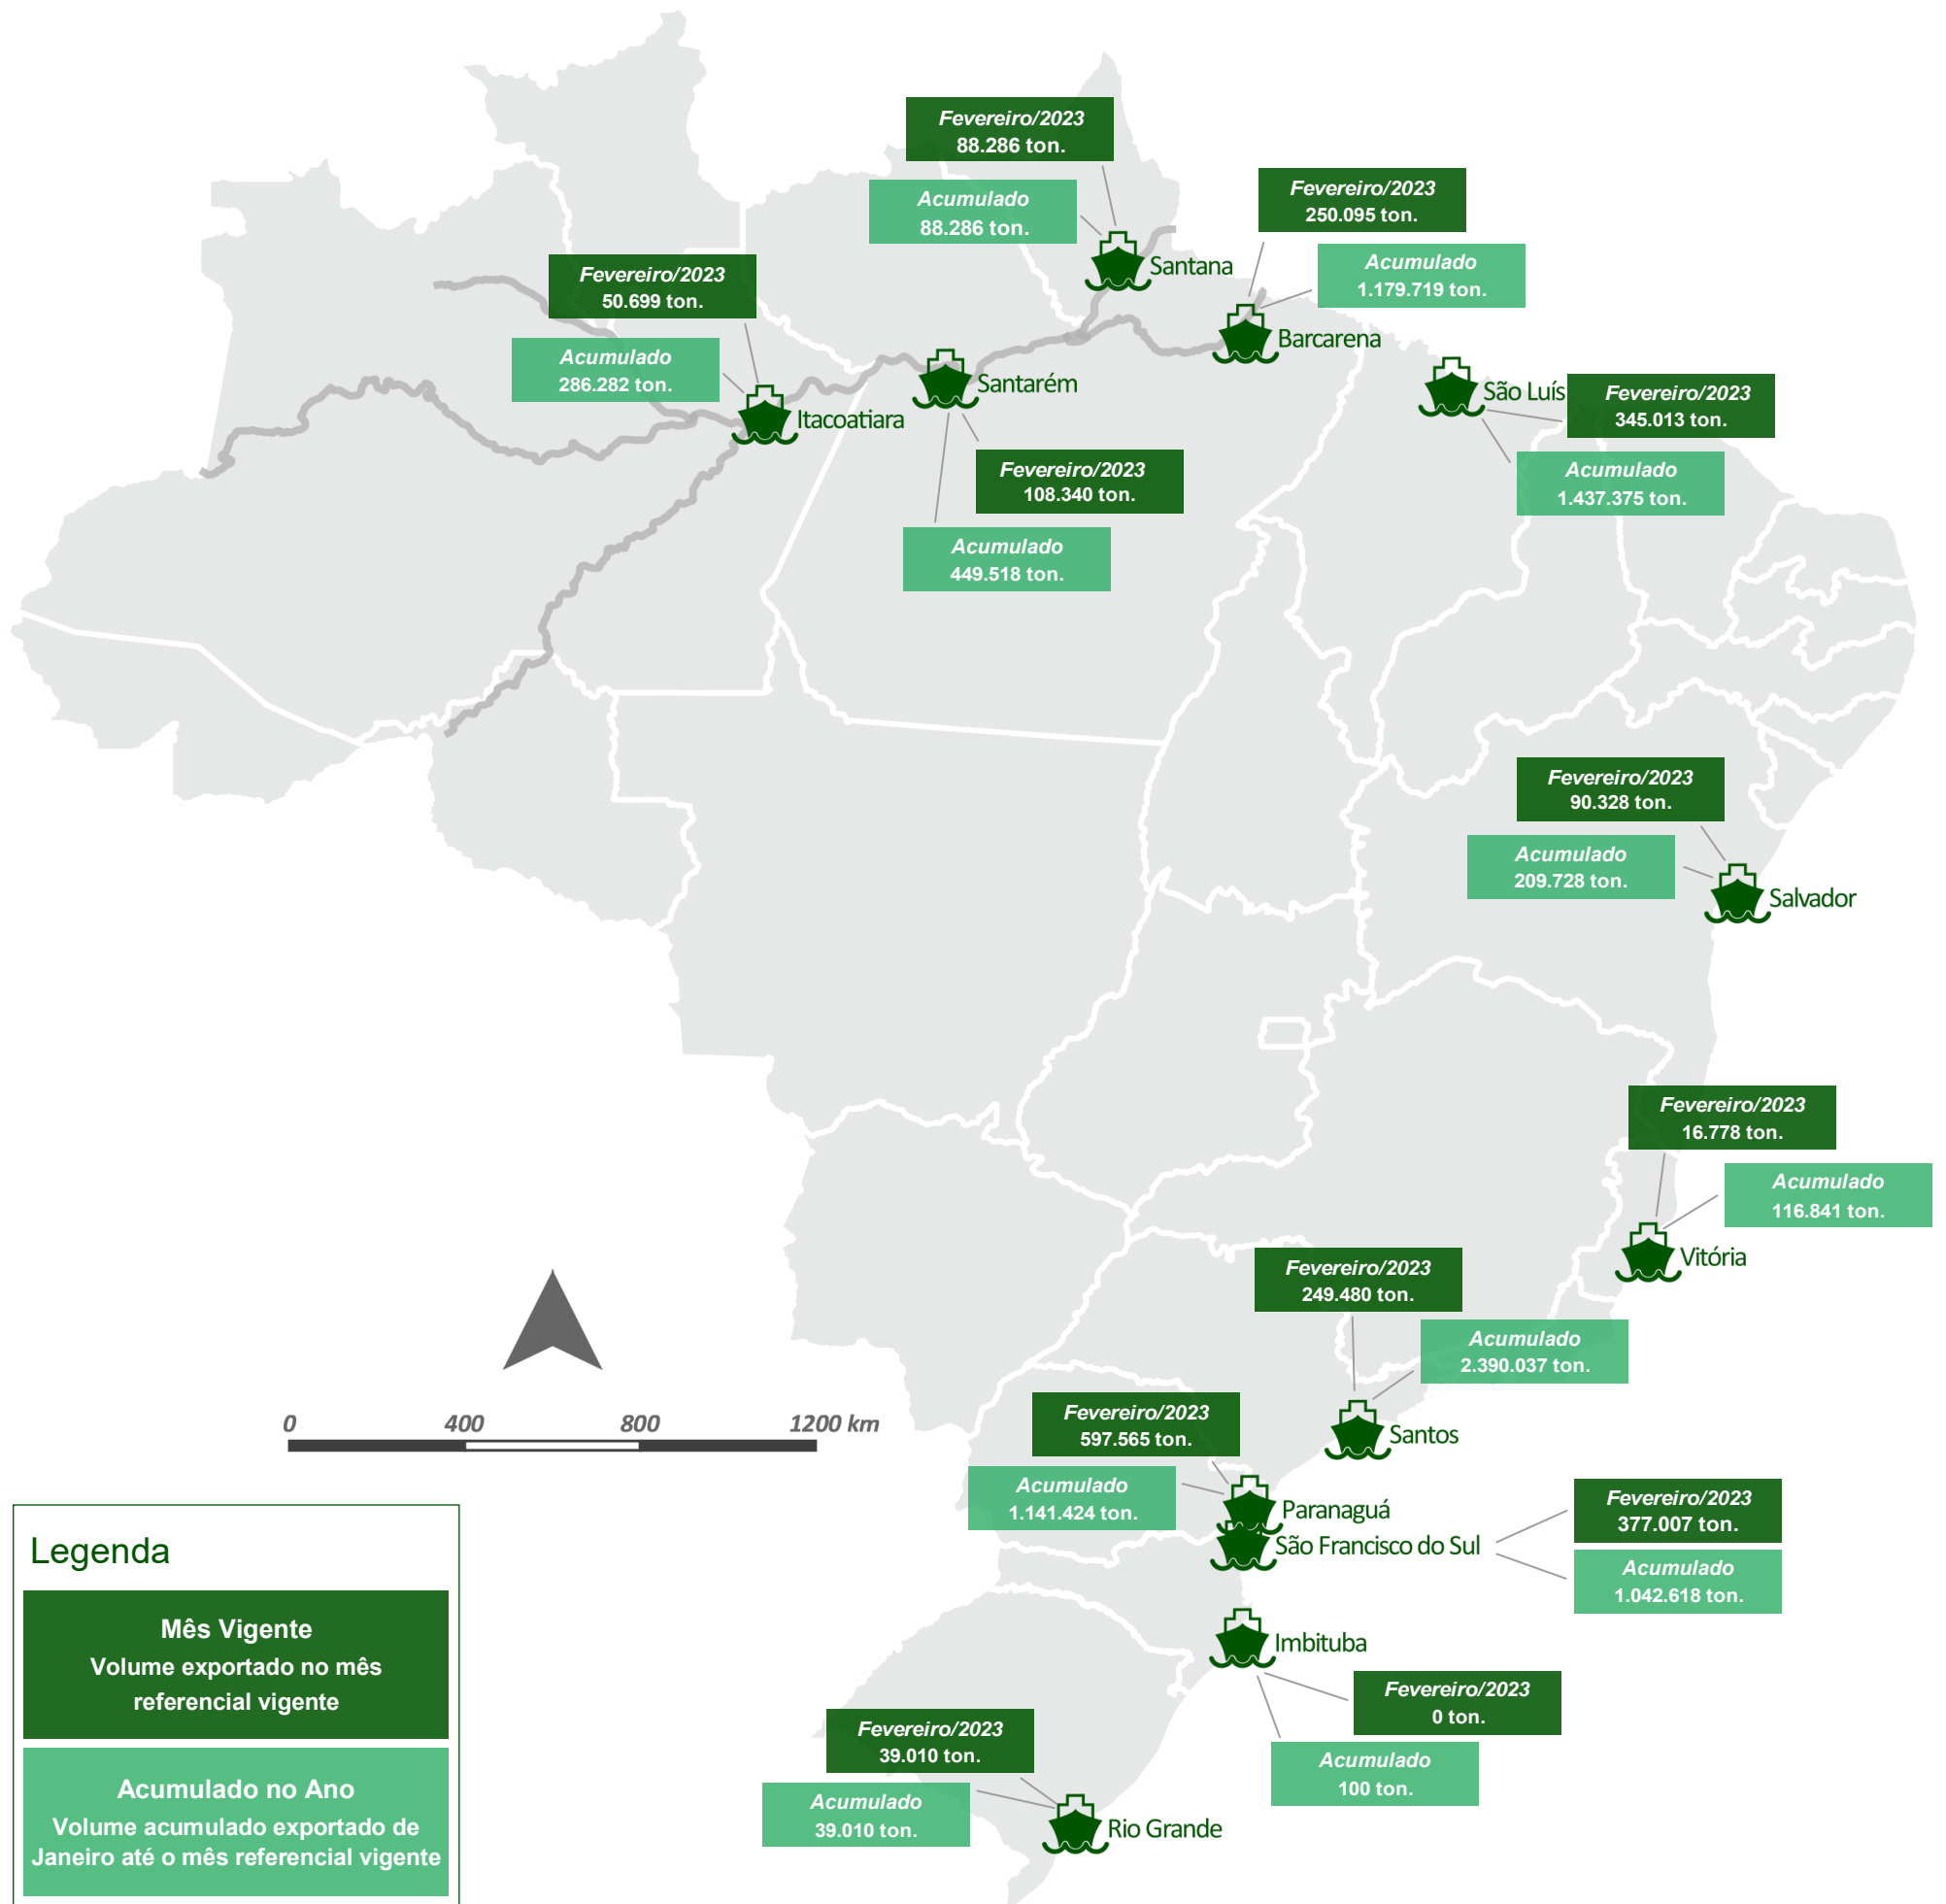 Fevereiro/2023
88.286 ton.
Acumulado
88.286 ton.
Santana
Fevereiro/2023
250.095 ton.
Acumulado
1.179.719 ton.
Barcarena
Fevereiro/2023
50.699 ton.
Acumulado
286.282 ton.
Itacoatiara
Santarém
Fevereiro/2023
108.340 ton.
Acumulado
449.518 ton.
São Luís
Fevereiro/2023
345.013 ton.
Acumulado
1.437.375 ton.
Fevereiro/2023
90.328 ton.
Acumulado
209.728 ton.
Salvador
Fevereiro/2023
16.778 ton.
Acumulado
116.841 ton.
Vitória
Fevereiro/2023
249.480 ton.
Acumulado
2.390.037 ton.
Santos
Fevereiro/2023
597.565 ton.
Acumulado
1.141.424 ton.
Paranaguá
São Francisco do Sul
Fevereiro/2023
377.007 ton.
Acumulado
1.042.618 ton.
Imbituba
Fevereiro/2023
0 ton.
Acumulado
100 ton.
Fevereiro/2023
39.010 ton.
Acumulado
39.010 ton.
Rio Grande
0 400 800 1200 km
Legenda
Mês Vigente
Volume exportado no mês
referencial vigente
Acumulado no Ano
Volume acumulado exportado de
Janeiro até o mês referencial vigente